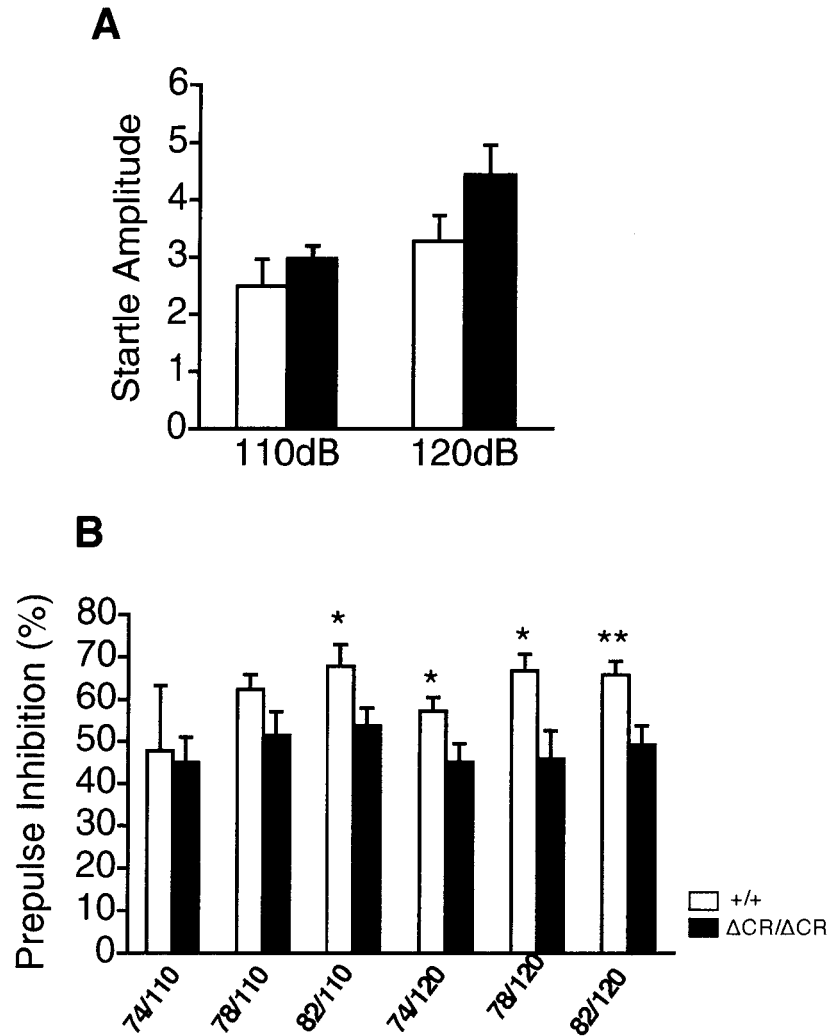 A
Startle Amplitude
6
5
4
3
2
1
0
110dB 120dB
B
Prepulse Inhibition (%)
80
70
60
50
40
30
20
10
0
* * * **
74/110 78/110 82/110 74/120 78/120 82/120
+/+
ΔCR/ΔCR